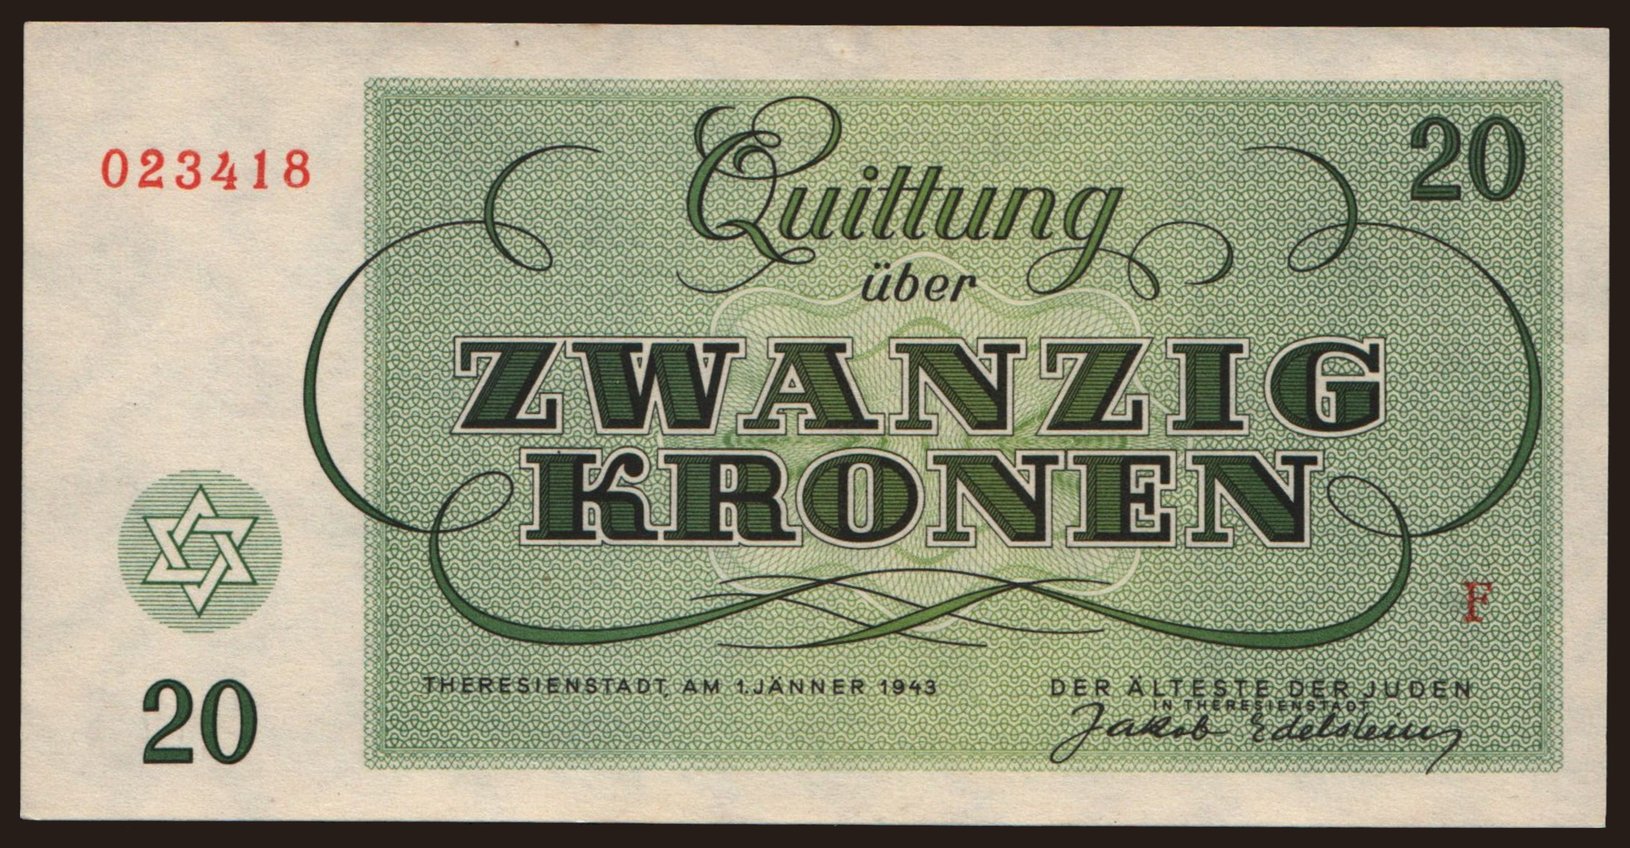 023418
20
Quittung
über
ZWANZIG
KRONEN
F
20
THERESIENSTADT, AM 1. JÄNNER 1943
DER ÄLTESTE DER JUDEN
IN THERESIENSTADT
Jakob Edelstein